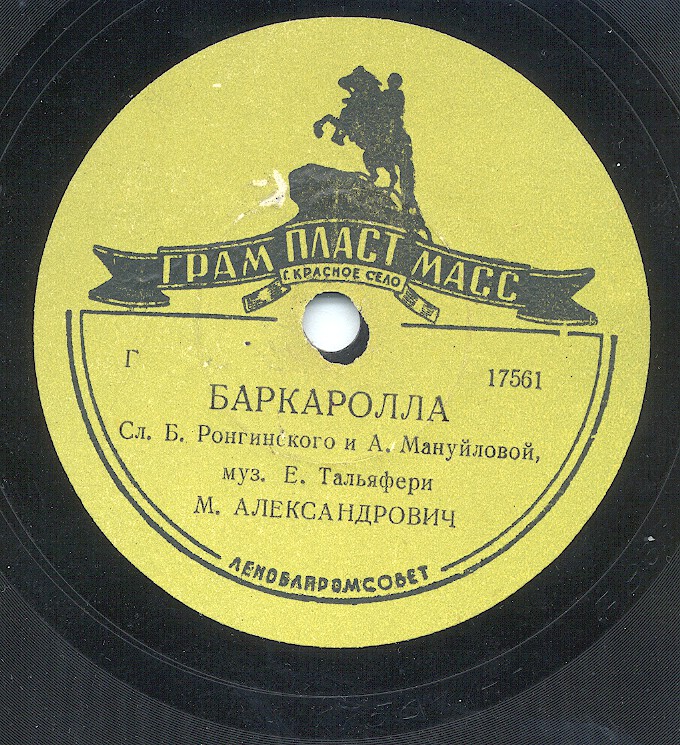 ГРАМ ПЛАСТ МАСС
Г. КРАСНОЕ СЕЛО
Г 17561
БАРКАРОЛЛА
Сл. Б. Ронгинского и А. Мануйловой,
муз. Е. Тальяфери
М. АЛЕКСАНДРОВИЧ
ЛЕНОБЛПРОМСОВЕТ